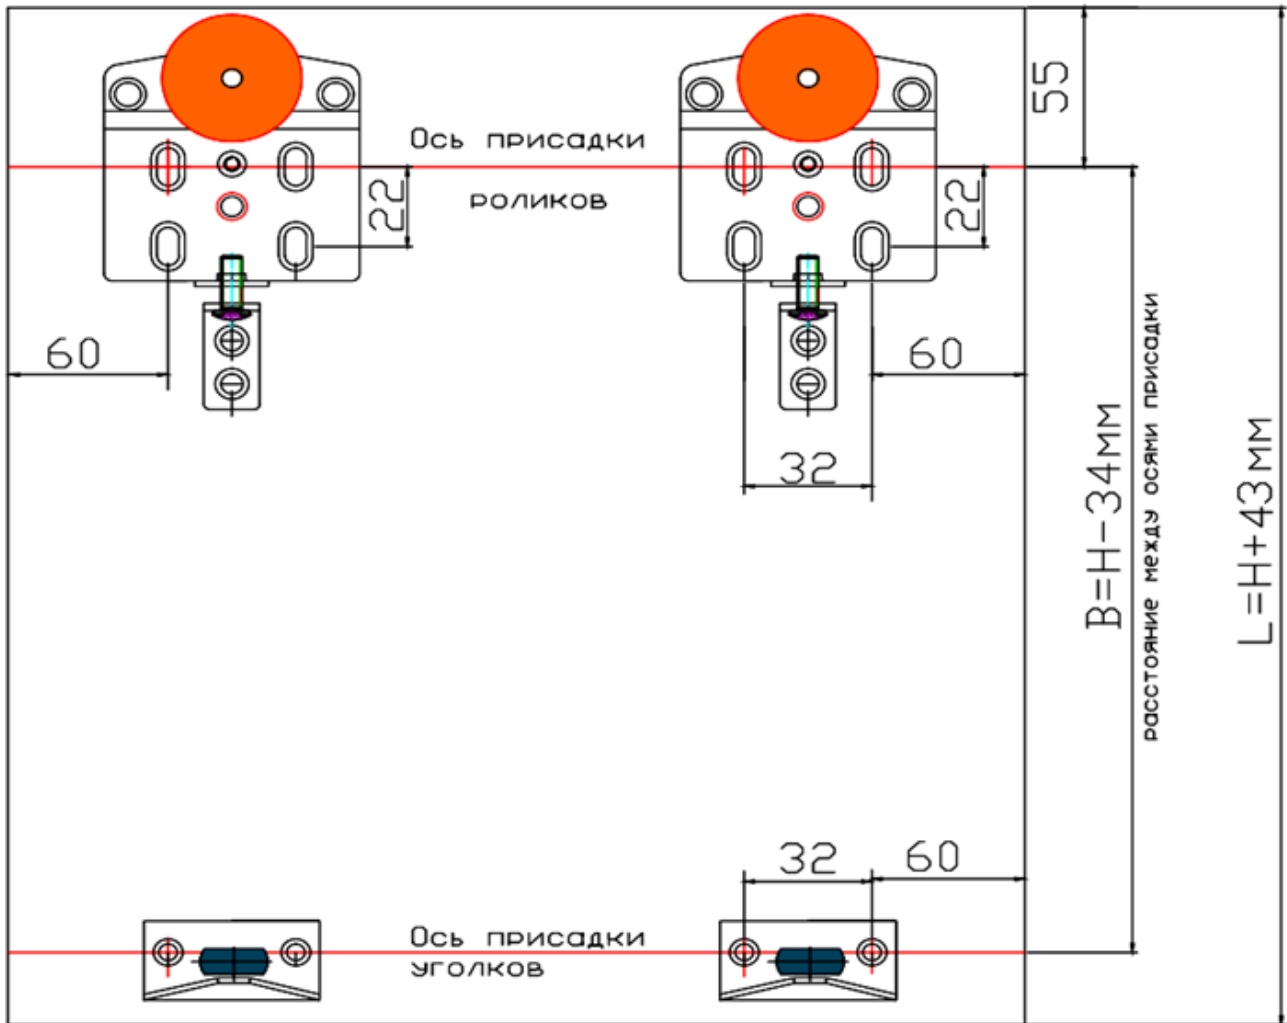 55
Ось присадки
роликов
22
22
60
60
32
B=H-34мм
расстояние между осями присадки
L=H+43мм
32
60
Ось присадки
уголков